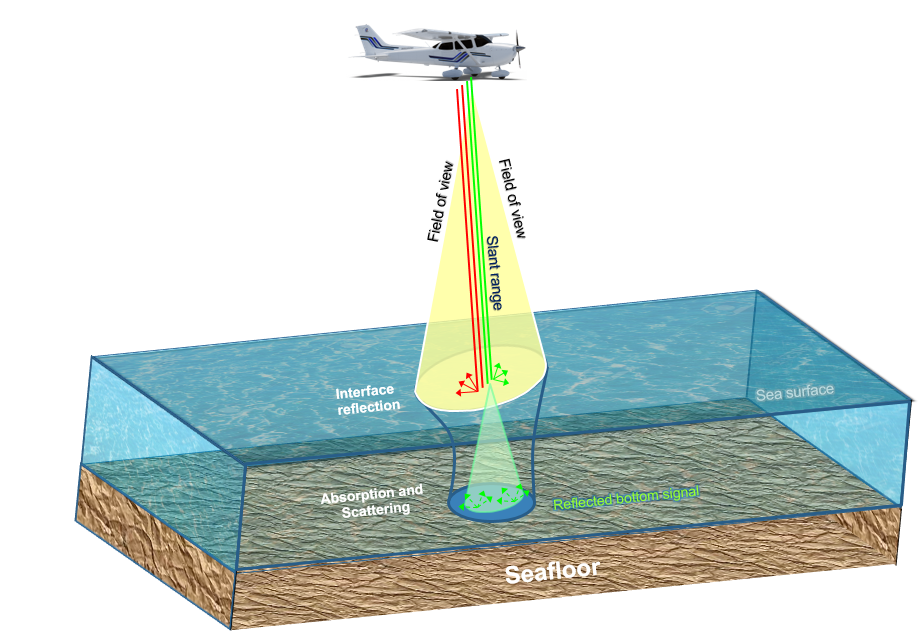 Field of view
Field of view
Slant range
Interface
reflection
Sea surface
Absorption and
Scattering
Reflected bottom signal
Seafloor